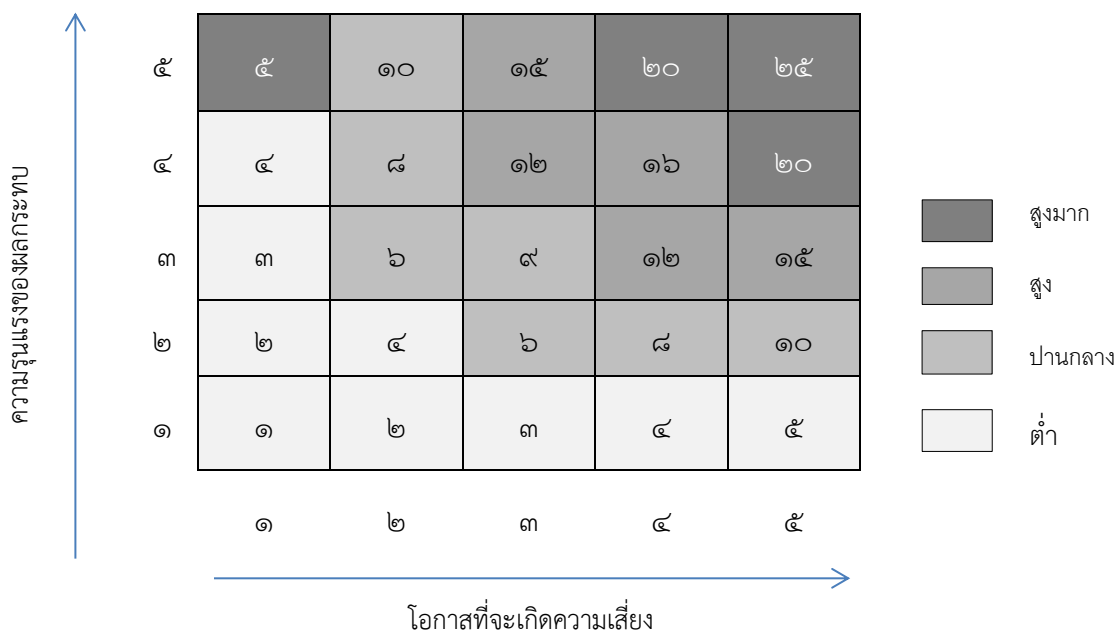 ๕ ๕ ๑๐ ๑๕ ๒๐ ๒๕
๔ ๔ ๘ ๑๒ ๑๖ ๒๐
๓ ๓ ๖ ๙ ๑๒ ๑๕
๒ ๒ ๔ ๖ ๘ ๑๐
๑ ๑ ๒ ๓ ๔ ๕
๑ ๒ ๓ ๔ ๕
ความรุนแรงของผลกระทบ
โอกาสที่จะเกิดความเสี่ยง
สูงมาก
สูง
ปานกลาง
ต่ำ